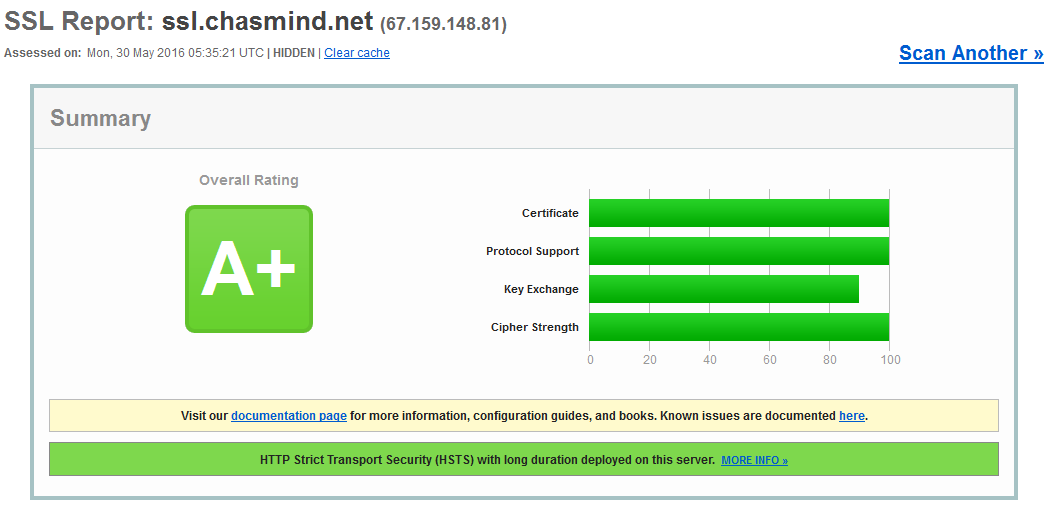 SSL Report: ssl.chasmind.net (67.159.148.81)
Assessed on: Mon, 30 May 2016 05:35:21 UTC | HIDDEN | Clear cache
Scan Another »
Summary
Overall Rating
A+
Certificate
Protocol Support
Key Exchange
Cipher Strength
0 20 40 60 80 100
Visit our documentation page for more information, configuration guides, and books. Known issues are documented here.
HTTP Strict Transport Security (HSTS) with long duration deployed on this server. MORE INFO »